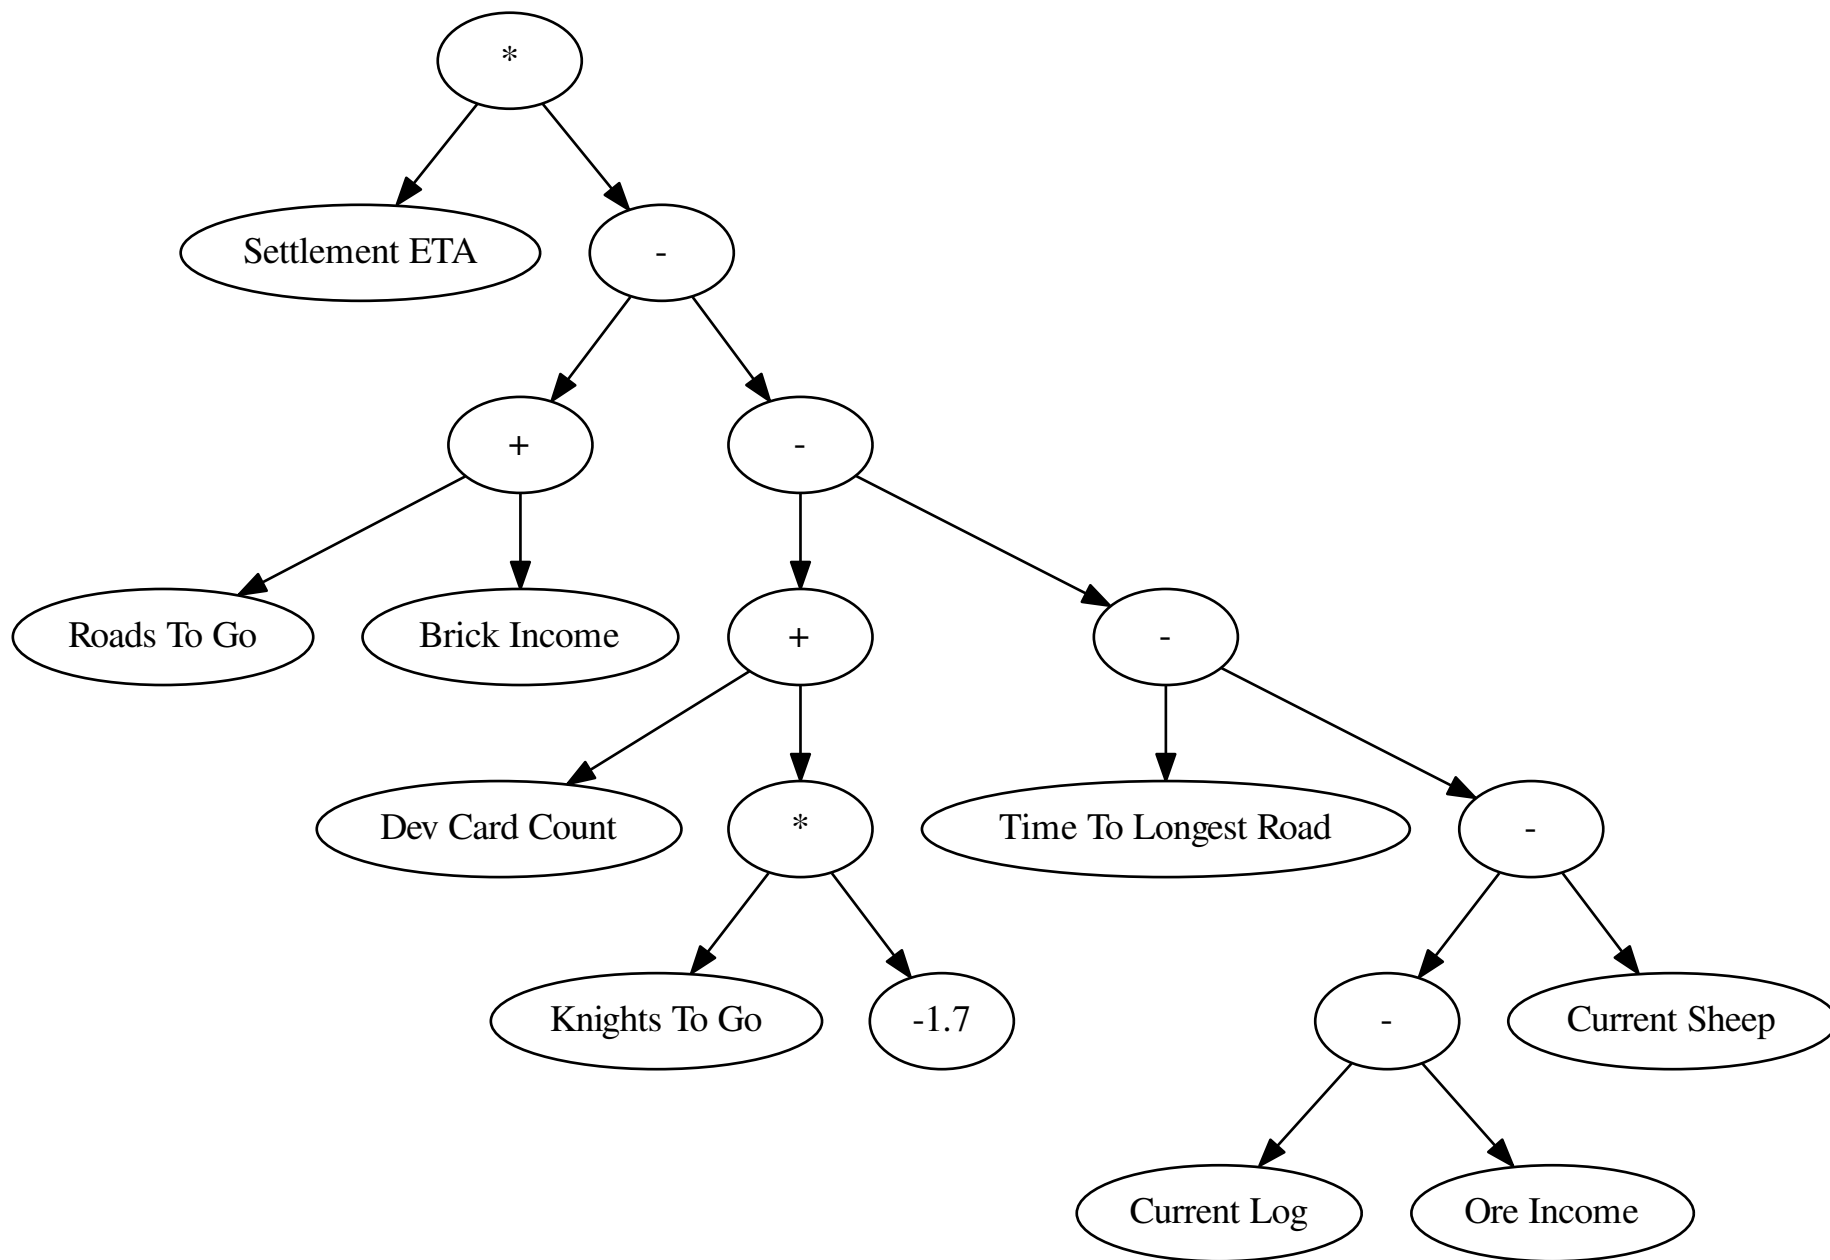 *
Settlement ETA
-
+
-
Roads To Go
Brick Income
+
-
Dev Card Count
*
Time To Longest Road
-
Knights To Go
-1.7
-
Current Sheep
Current Log
Ore Income